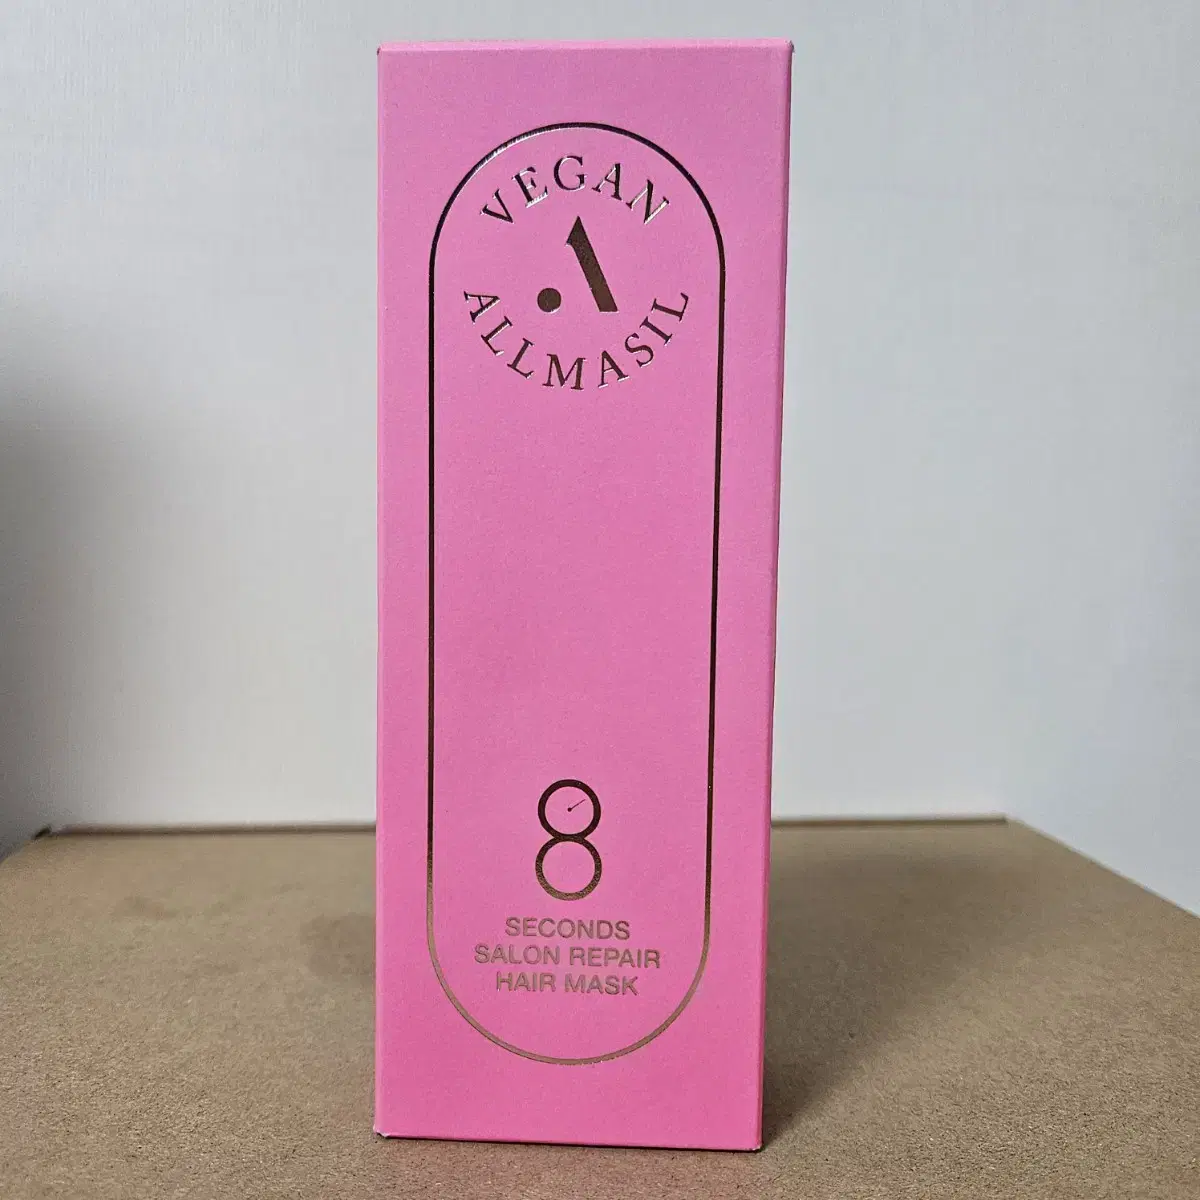 VEGAN
A
ALLMASIL
8
SECONDS
SALON REPAIR
HAIR MASK